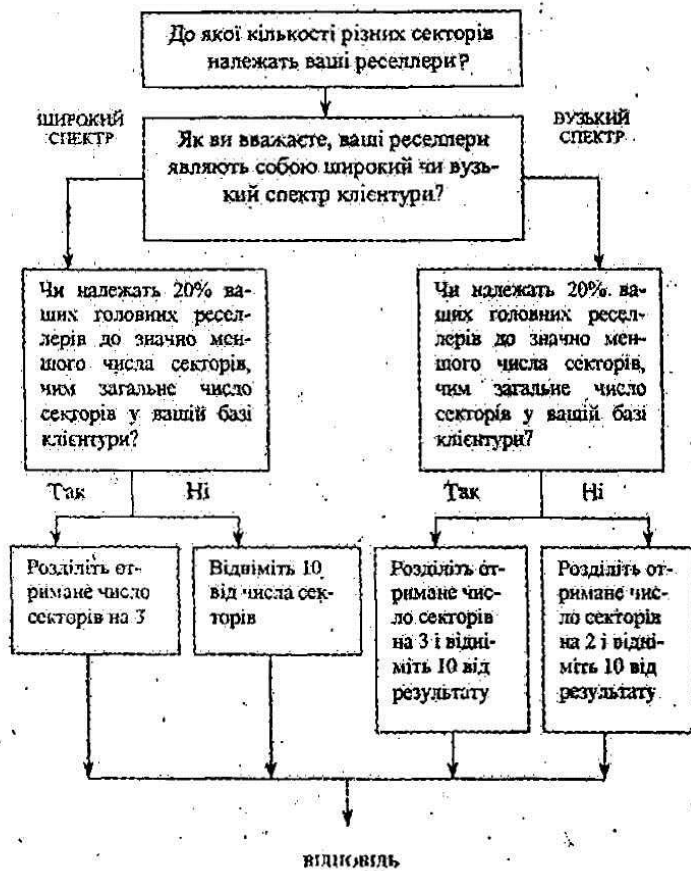 До якої кількості різних секторів
належать ваші реселлери?
ШИРОКИЙ
СПЕКТР
ВУЗЬКИЙ
СПЕКТР
Як ви вважаєте, ваші реселлери
являють собою широкий чи вузь-
кий спектр клієнтури?
Чи належать 20% ва-
ших головних ресел-
лерів до значно мен-
шого числа секторів,
чим загальне число
секторів у вашій базі
клієнтури?
Чи належать 20% ва-
ших головних ресел-
лерів до значно мен-
шого числа секторів,
чим загальне число
секторів у вашій базі
клієнтури?
Так
Ні
Так
Ні
Розділіть от-
римане число
секторів на 3
Відніміть 10
від числа сек-
торів
Розділіть от-
римане чис-
ло секторів
на 3 і відні-
міть 10 від
результату
Розділіть от-
римане чис-
ло секторів
на 2 і відні-
міть 10 від
результату
ВІДПОВІДЬ